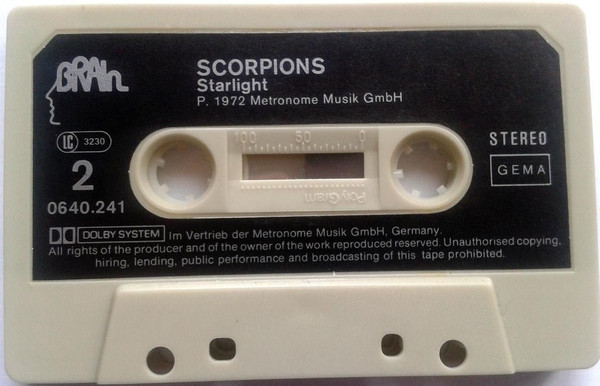 BRAIN
SCORPIONS
Starlight
P. 1972 Metronome Musik GmbH
LC 3230
100 50 0
STEREO
2
PolyGram
GEMA
0640.241
DOLBY SYSTEM Im Vertrieb der Metronome Musik GmbH, Germany.
All rights of the producer and of the owner of the work reproduced reserved. Unauthorised copying,
hiring, lending, public performance and broadcasting of this tape prohibited.